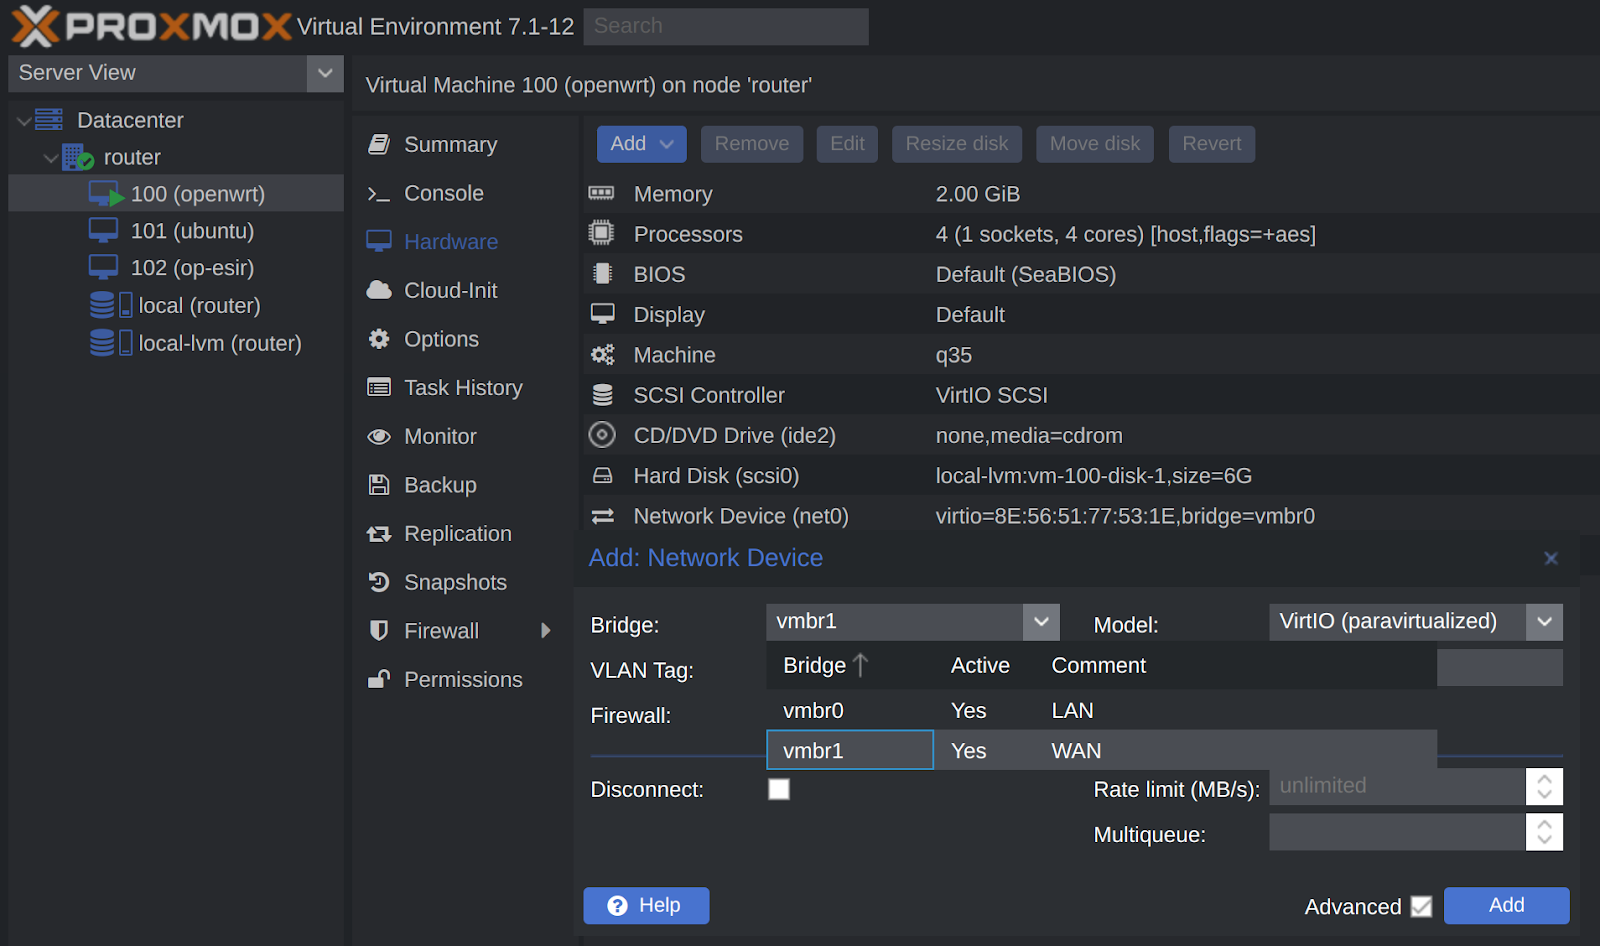 PROXMOX Virtual Environment 7.1-12 Search
Server View
Datacenter
router
100 (openwrt)
101 (ubuntu)
102 (op-esir)
local (router)
local-lvm (router)
Virtual Machine 100 (openwrt) on node 'router'
Summary
Console
Hardware
Cloud-Init
Options
Task History
Monitor
Backup
Replication
Snapshots
Firewall
Permissions
Add Remove Edit Resize disk Move disk Revert
Memory 2.00 GiB
Processors 4 (1 sockets, 4 cores) [host,flags=+aes]
BIOS Default (SeaBIOS)
Display Default
Machine q35
SCSI Controller VirtIO SCSI
CD/DVD Drive (ide2) none,media=cdrom
Hard Disk (scsi0) local-lvm:vm-100-disk-1,size=6G
Network Device (net0) virtio=8E:56:51:77:53:1E,bridge=vmbr0
Add: Network Device
Bridge: vmbr1 Model: VirtIO (paravirtualized)
VLAN Tag: Bridge Active Comment
Firewall: vmbr0 Yes LAN
vmbr1 Yes WAN
Disconnect: Rate limit (MB/s): unlimited
Multiqueue:
Help Advanced Add